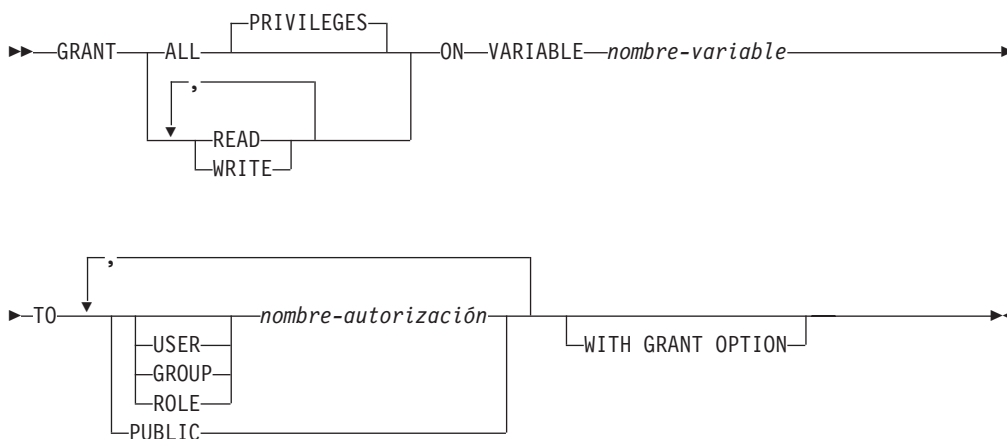 PRIVILEGES
GRANT ALL ON VARIABLE nombre-variable
,
READ
WRITE
,
TO nombre-autorización
USER WITH GRANT OPTION
GROUP
ROLE
PUBLIC